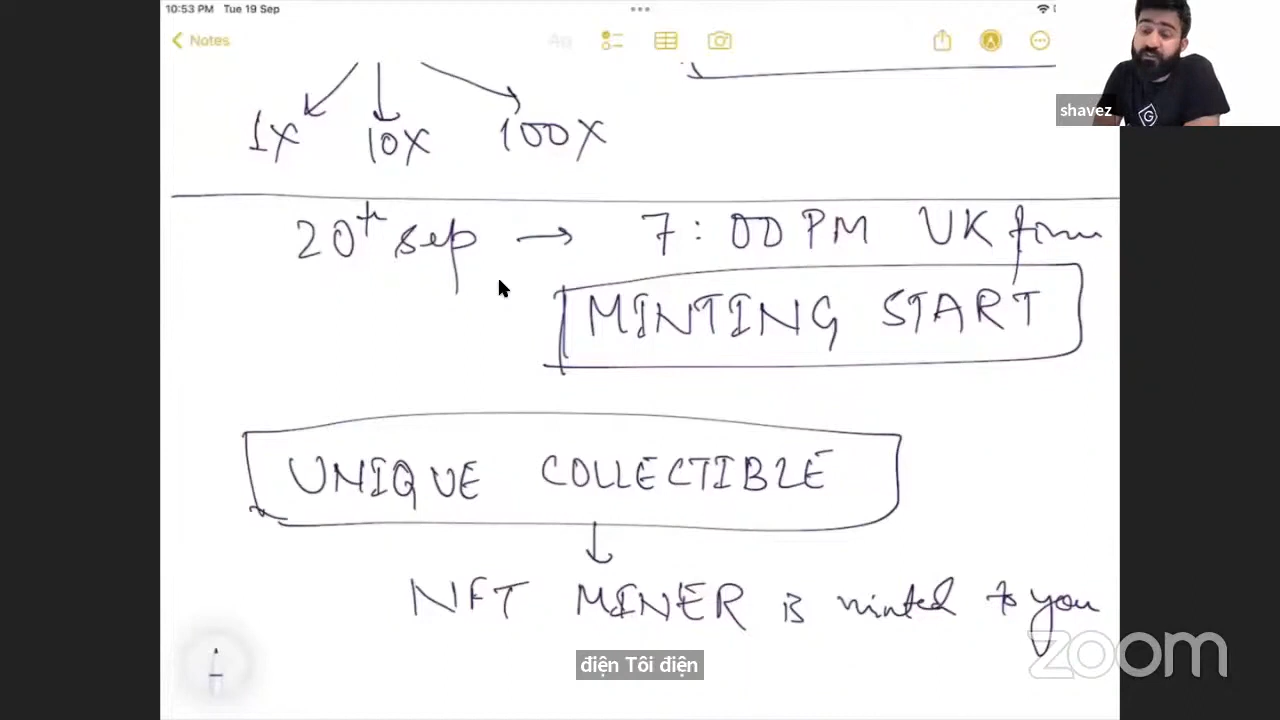 10:53 PM Tue 19 Sep
Notes
Aa
shavez
G
1X 10X 100X
20th sep → 7:00 PM UK time
MINTING START
UNIQUE COLLECTIBLE
NFT MINER is minted to you
zoom
điện Tôi điện